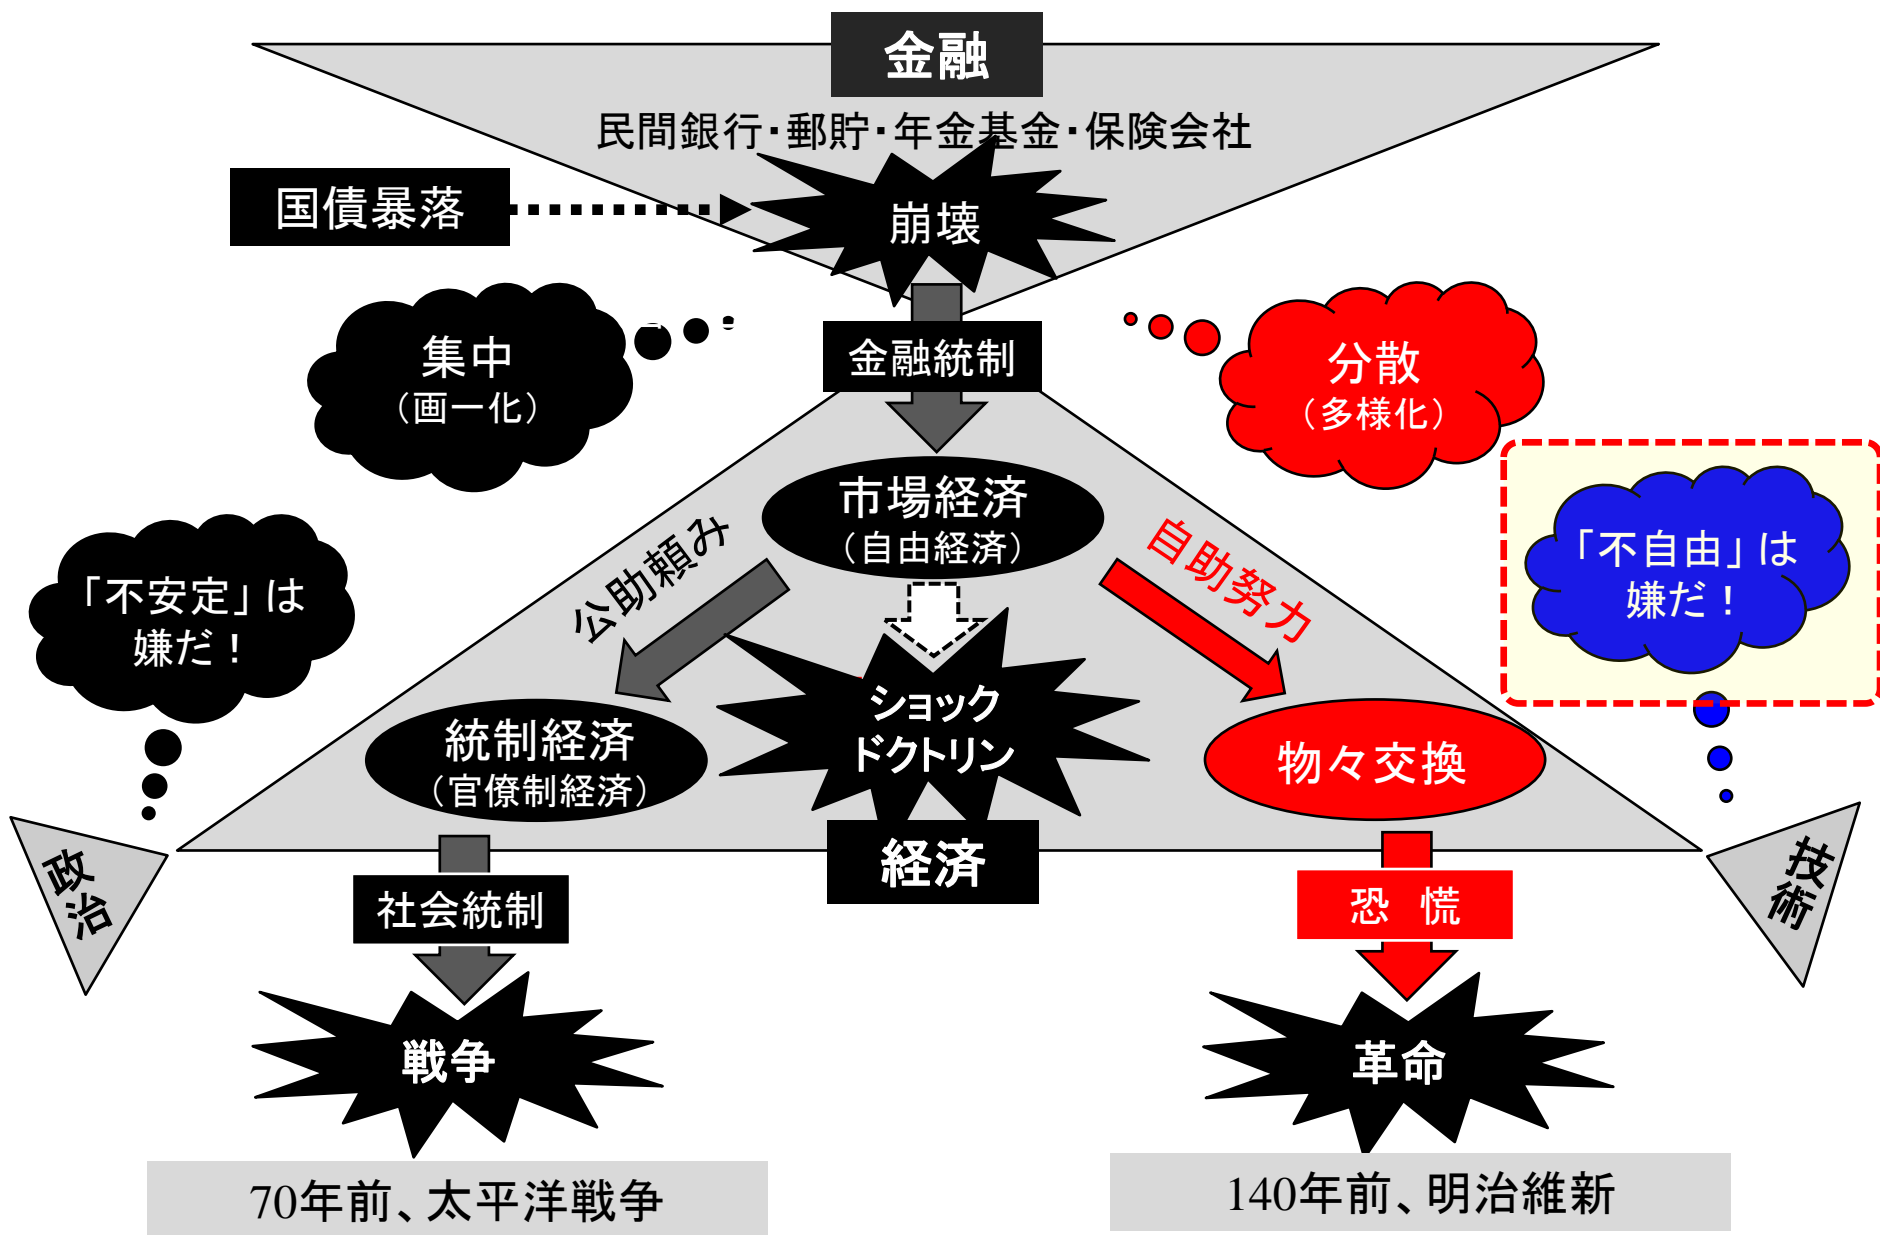 金融
民間銀行・郵貯・年金基金・保険会社
国債暴落
崩壊
集中
（画一化）
金融統制
分散
（多様化）
市場経済
（自由経済）
公助頼み
自助努力
「不安定」は
嫌だ！
「不自由」は
嫌だ！
ショック
ドクトリン
統制経済
（官僚制経済）
物々交換
政治
経済
技術
社会統制
恐　慌
戦争
革命
70年前、太平洋戦争
140年前、明治維新